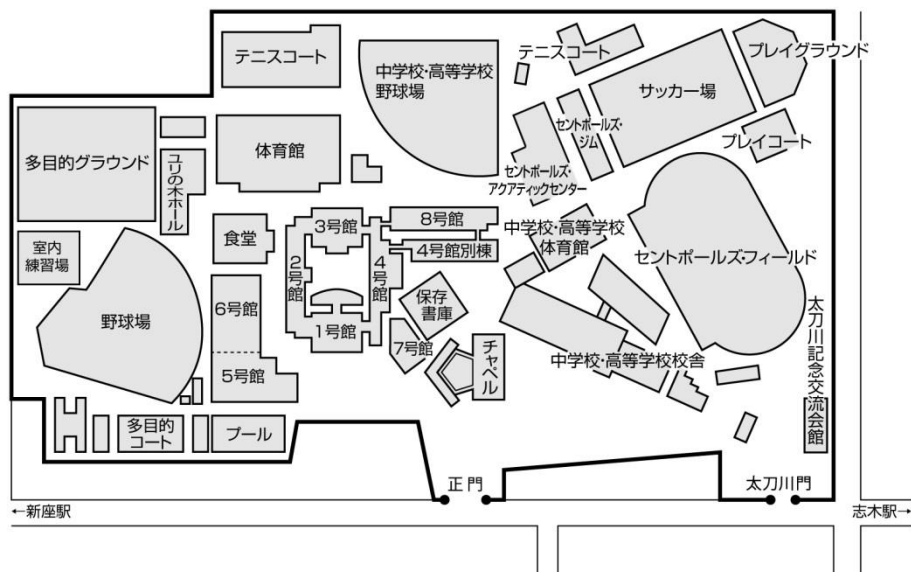 テニスコート
中学校・高等学校
野球場
テニスコート
プレイグラウンド
サッカー場
セントポールズ・
ジム
プレイコート
多目的グラウンド
ユリの木ホール
体育館
セントポールズ・
アクアティックセンター
食堂
3号館
8号館
4号館別棟
中学校・高等学校
体育館
セントポールズ・フィールド
室内
練習場
2号館
4号館
保存
書庫
野球場
6号館
1号館
7号館
チャペル
5号館
中学校・高等学校校舎
太刀川記念交流会館
多目的
コート
プール
正門
太刀川門
←新座駅
志木駅→